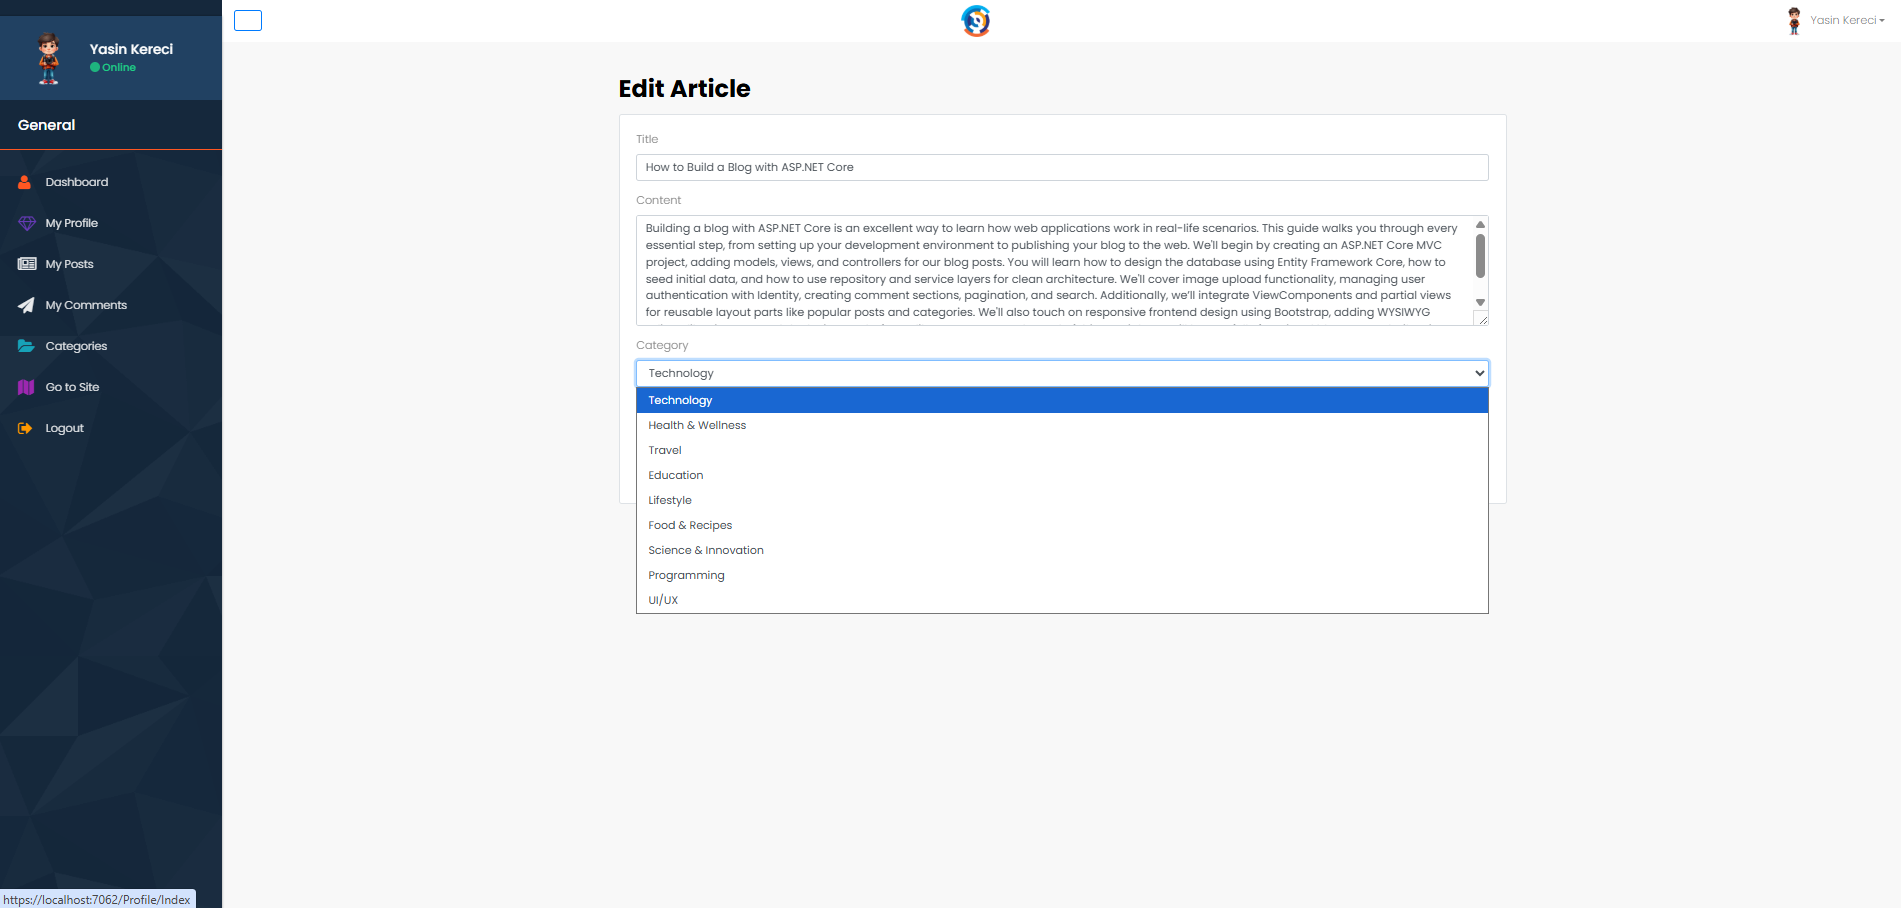 Yasin Kereci
Online
General
Dashboard
My Profile
My Posts
My Comments
Categories
Go to Site
Logout
Yasin Kereci
Edit Article
Title
How to Build a Blog with ASP.NET Core
Content
Building a blog with ASP.NET Core is an excellent way to learn how web applications work in real-life scenarios. This guide walks you through every
essential step, from setting up your development environment to publishing your blog to the web. We'll begin by creating an ASP.NET Core MVC
project, adding models, views, and controllers for our blog posts. You will learn how to design the database using Entity Framework Core, how to
seed initial data, and how to use repository and service layers for clean architecture. We'll cover image upload functionality, managing user
authentication with Identity, creating comment sections, pagination, and search. Additionally, we'll integrate ViewComponents and partial views
for reusable layout parts like popular posts and categories. We'll also touch on responsive frontend design using Bootstrap, adding WYSIWYG
Category
Technology
Technology
Health & Wellness
Travel
Education
Lifestyle
Food & Recipes
Science & Innovation
Programming
UI/UX
https://localhost:7062/Profile/Index